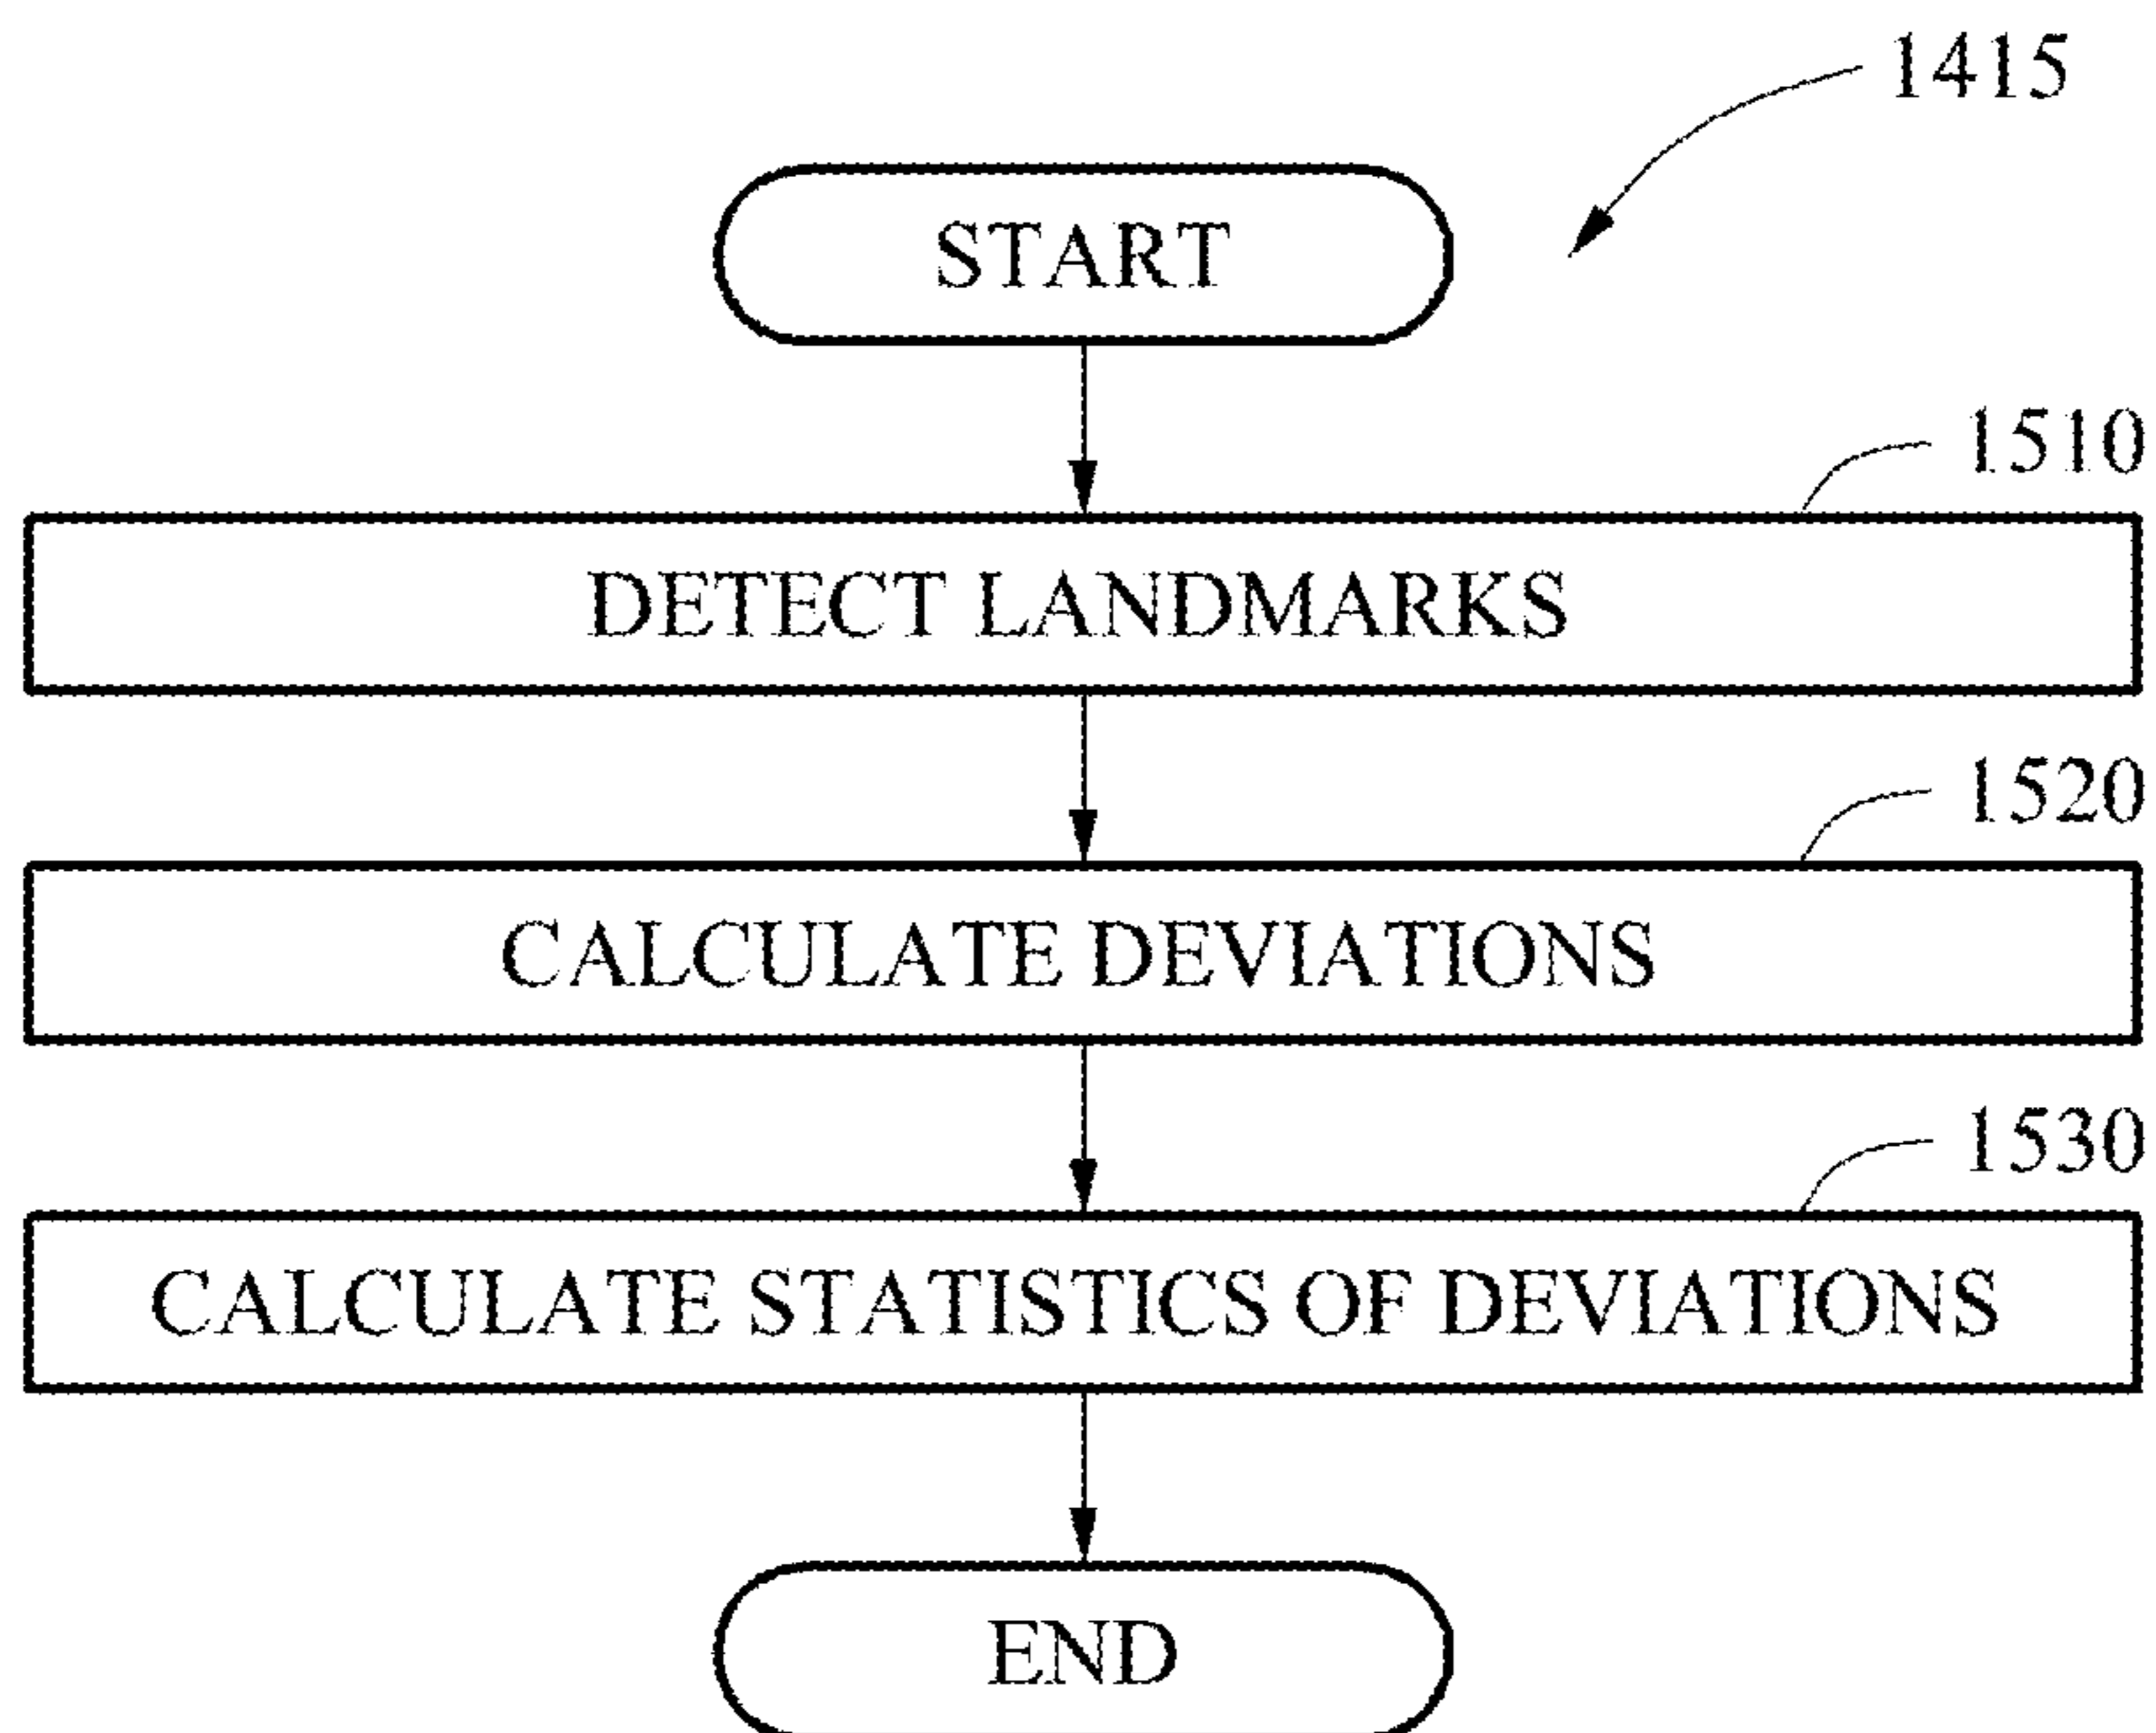 1415
START
1510
DETECT LANDMARKS
1520
CALCULATE DEVIATIONS
1530
CALCULATE STATISTICS OF DEVIATIONS
END